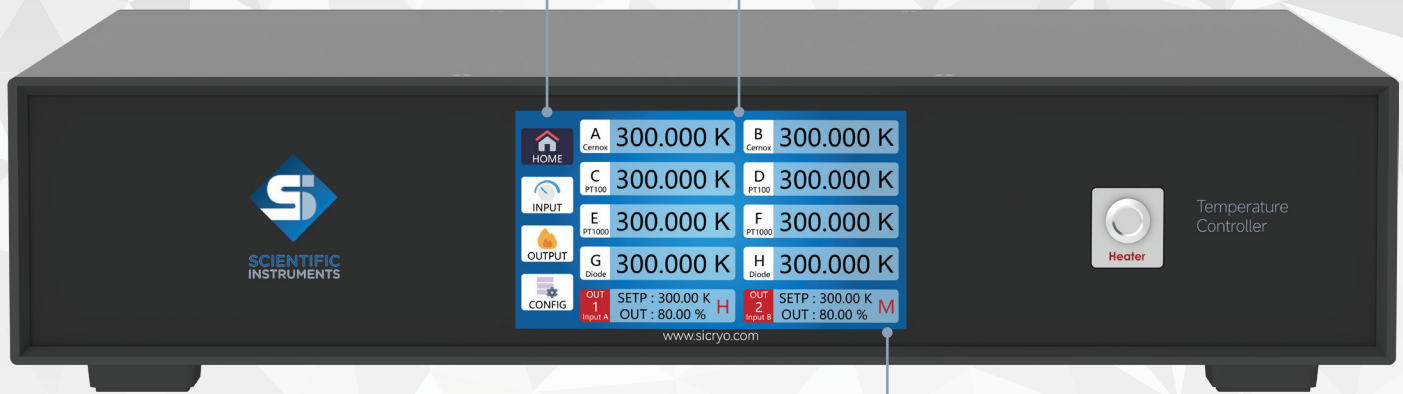 SCIENTIFIC
INSTRUMENTS
HOME
INPUT
OUTPUT
CONFIG
A
Cernox
300.000 K
B
Cernox
300.000 K
C
PT100
300.000 K
D
PT100
300.000 K
E
PT1000
300.000 K
F
PT1000
300.000 K
G
Diode
300.000 K
H
Diode
300.000 K
OUT
1
Input A
SETP : 300.00 K
OUT : 80.00 %
H
OUT
2
Input B
SETP : 300.00 K
OUT : 80.00 %
M
www.sicryo.com
Heater
Temperature
Controller